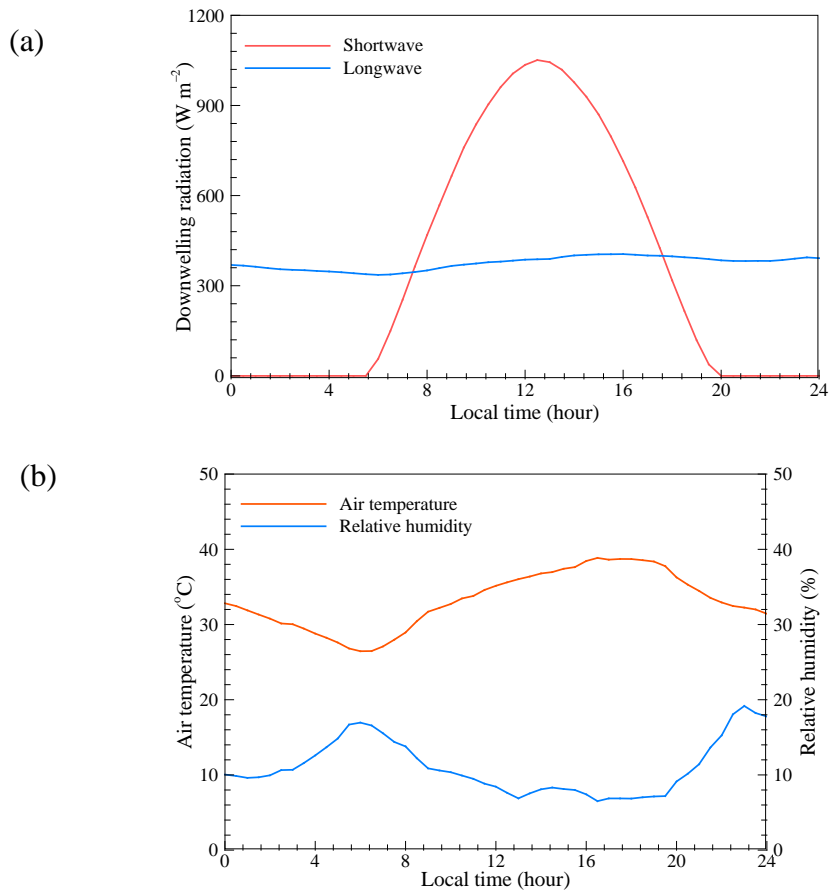 (a)
1200
900
600
300
0
Downwelling radiation (W m⁻²)
Shortwave
Longwave
0 4 8 12 16 20 24
Local time (hour)
(b)
50
40
30
20
10
0
Air temperature (°C)
Air temperature
Relative humidity
50
40
30
20
10
0
Relative humidity (%)
0 4 8 12 16 20 24
Local time (hour)